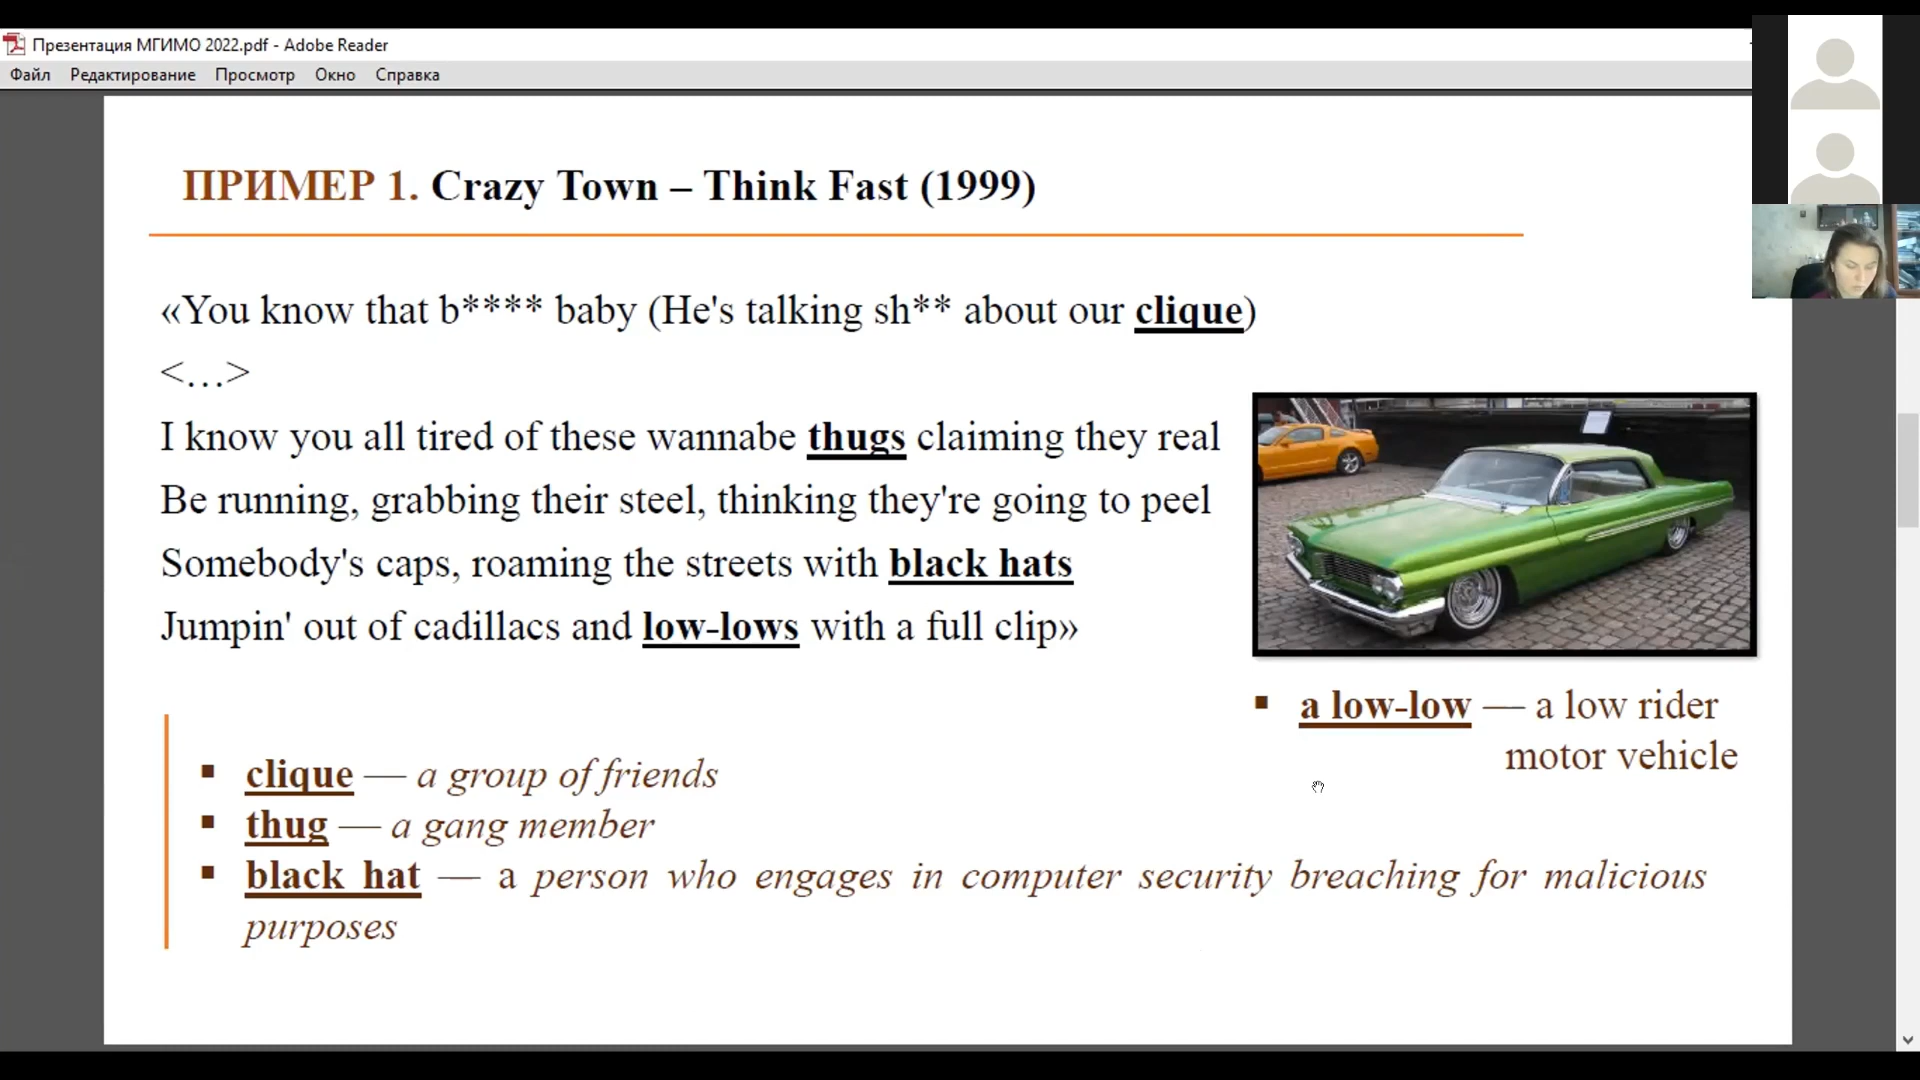 Презентация МГИМО 2022.pdf - Adobe Reader
Файл Редактирование Просмотр Окно Справка
ПРИМЕР 1. Crazy Town – Think Fast (1999)
«You know that b**** baby (He's talking sh** about our clique)
<…>
I know you all tired of these wannabe thugs claiming they real
Be running, grabbing their steel, thinking they're going to peel
Somebody's caps, roaming the streets with black hats
Jumpin' out of cadillacs and low-lows with a full clip»
▪ a low-low — a low rider
motor vehicle
▪ clique — a group of friends
▪ thug — a gang member
▪ black hat — a person who engages in computer security breaching for malicious
purposes